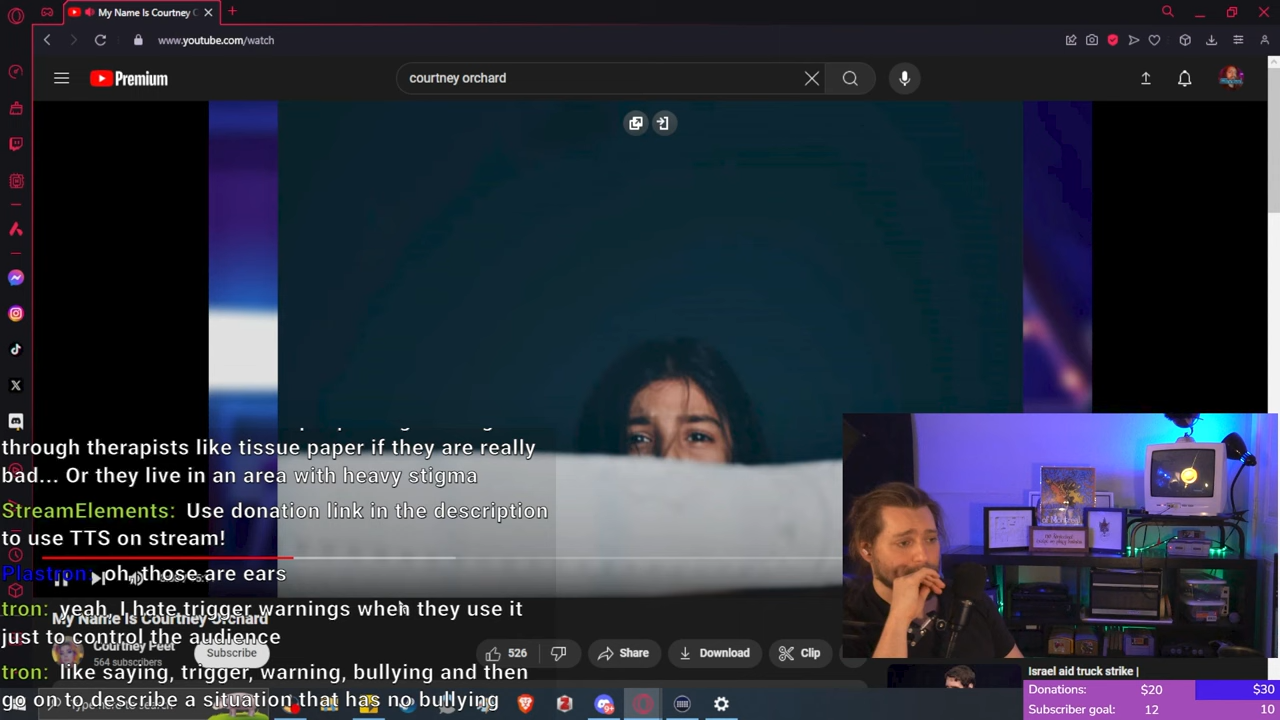 My Name Is Courtney
www.youtube.com/watch
Premium
courtney orchard
through therapists like tissue paper if they are really
bad... Or they live in an area with heavy stigma
StreamElements: Use donation link in the description
to use TTS on stream!
Plastron: oh, those are ears
tron: yeah, I hate trigger warnings when they use it
just to control the audience
My Name Is Courtney Orchard
Courtney Peet
564 subscribers
Subscribe
526
Share
Download
Clip
tron: like saying, trigger, warning, bullying and then
go on to describe a situation that has no bullying
Israel aid truck strike |
Donations: $20 $30
Subscriber goal: 12 10